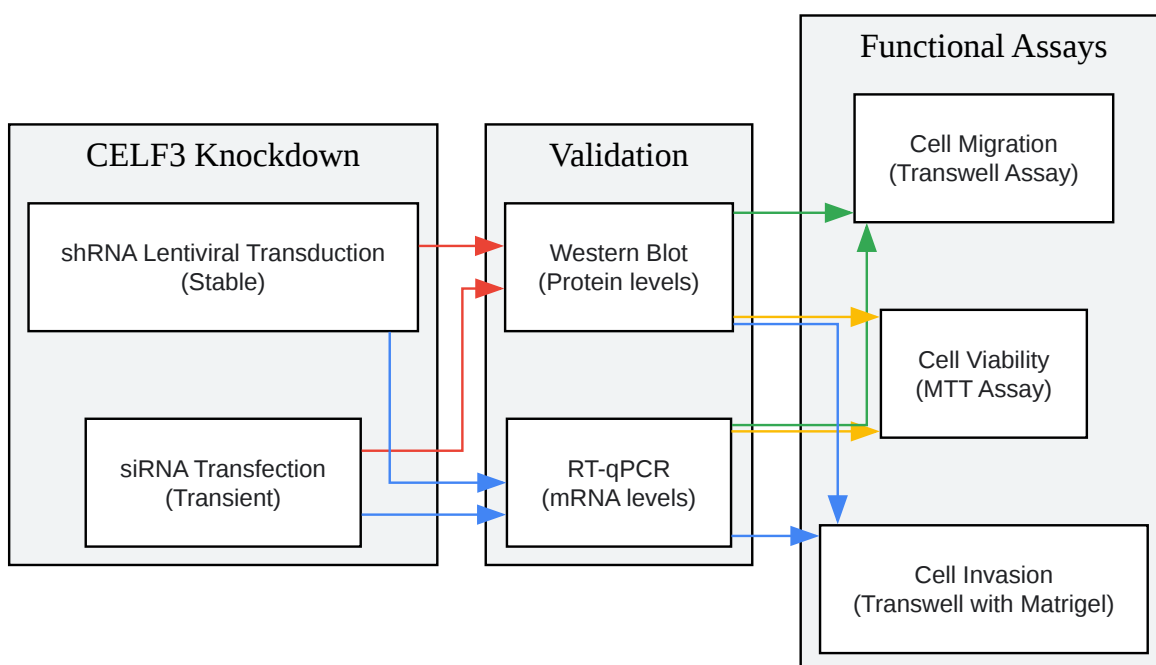 CELF3 Knockdown
shRNA Lentiviral Transduction
(Stable)
siRNA Transfection
(Transient)
Validation
Western Blot
(Protein levels)
RT-qPCR
(mRNA levels)
Functional Assays
Cell Migration
(Transwell Assay)
Cell Viability
(MTT Assay)
Cell Invasion
(Transwell with Matrigel)